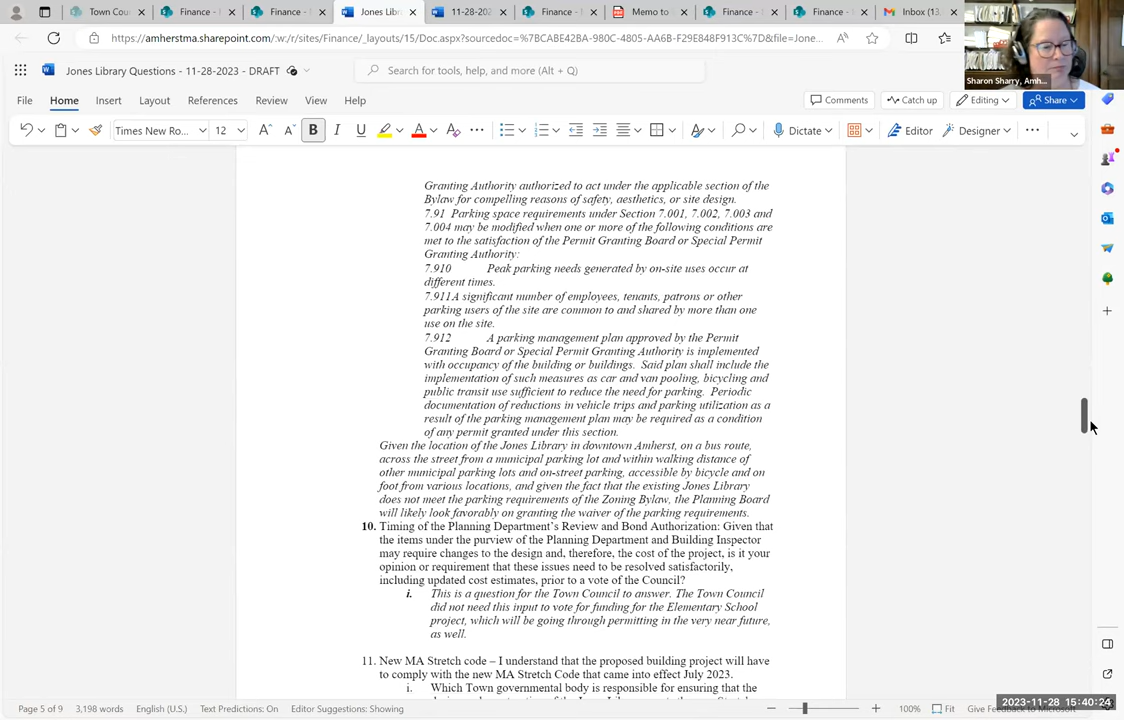 Town Cou
Finance -
Finance - 
Jones Libr
11-28-202
Finance -
Memo to
Finance -
Finance -
Inbox (13,
https://amherstma.sharepoint.com/:w:/r/sites/Finance/_layouts/15/Doc.aspx?sourcedoc=%7BCABE42BA-980C-4805-AA6B-F29E848F913C%7D&file=Jone...
Sharon Sharry, Amh...
Jones Library Questions - 11-28-2023 - DRAFT
Search for tools, help, and more (Alt + Q)
File Home Insert Layout References Review View Help
Comments Catch up Editing Share
Times New Ro... 12 Dictate Editor Designer
Granting Authority authorized to act under the applicable section of the
Bylaw for compelling reasons of safety, aesthetics, or site design.
7.91 Parking space requirements under Section 7.001, 7.002, 7.003 and
7.004 may be modified when one or more of the following conditions are
met to the satisfaction of the Permit Granting Board or Special Permit
Granting Authority:
7.910 Peak parking needs generated by on-site uses occur at
different times.
7.911A significant number of employees, tenants, patrons or other
parking users of the site are common to and shared by more than one
use on the site.
7.912 A parking management plan approved by the Permit
Granting Board or Special Permit Granting Authority is implemented
with occupancy of the building or buildings. Said plan shall include the
implementation of such measures as car and van pooling, bicycling and
public transit use sufficient to reduce the need for parking. Periodic
documentation of reductions in vehicle trips and parking utilization as a
result of the parking management plan may be required as a condition
of any permit granted under this section.
Given the location of the Jones Library in downtown Amherst, on a bus route,
across the street from a municipal parking lot and within walking distance of
other municipal parking lots and on-street parking, accessible by bicycle and on
foot from various locations, and given the fact that the existing Jones Library
does not meet the parking requirements of the Zoning Bylaw, the Planning Board
will likely look favorably on granting the waiver of the parking requirements.
10. Timing of the Planning Department's Review and Bond Authorization: Given that
the items under the purview of the Planning Department and Building Inspector
may require changes to the design and, therefore, the cost of the project, is it your
opinion or requirement that these issues need to be resolved satisfactorily,
including updated cost estimates, prior to a vote of the Council?
i. This is a question for the Town Council to answer. The Town Council
did not need this input to vote for funding for the Elementary School
project, which will be going through permitting in the very near future,
as well.
11. New MA Stretch code – I understand that the proposed building project will have
to comply with the new MA Stretch Code that came into effect July 2023.
i. Which Town governmental body is responsible for ensuring that the
Page 5 of 9 3,198 words English (U.S.) Text Predictions: On Editor Suggestions: Showing 100% Fit Give Feedback to Microsoft
2023-11-28 15:40:24